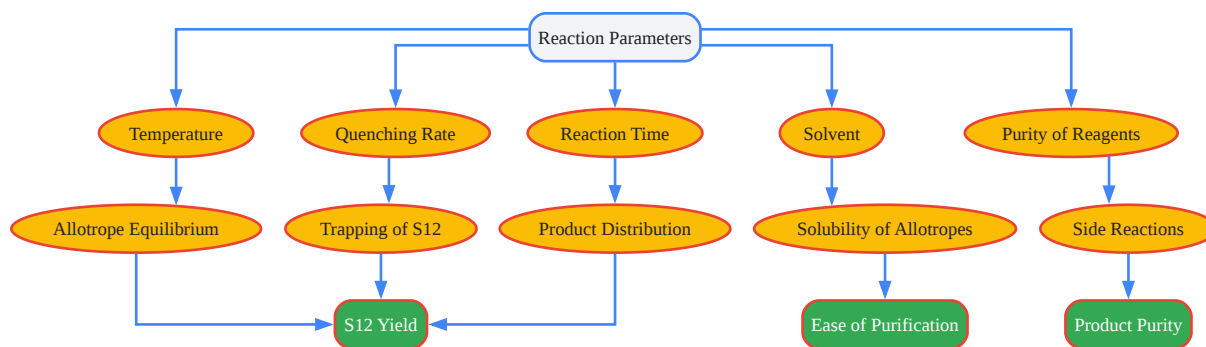 Reaction Parameters
Temperature
Quenching Rate
Reaction Time
Solvent
Purity of Reagents
Allotrope Equilibrium
Trapping of S12
Product Distribution
Solubility of Allotropes
Side Reactions
S12 Yield
Ease of Purification
Product Purity